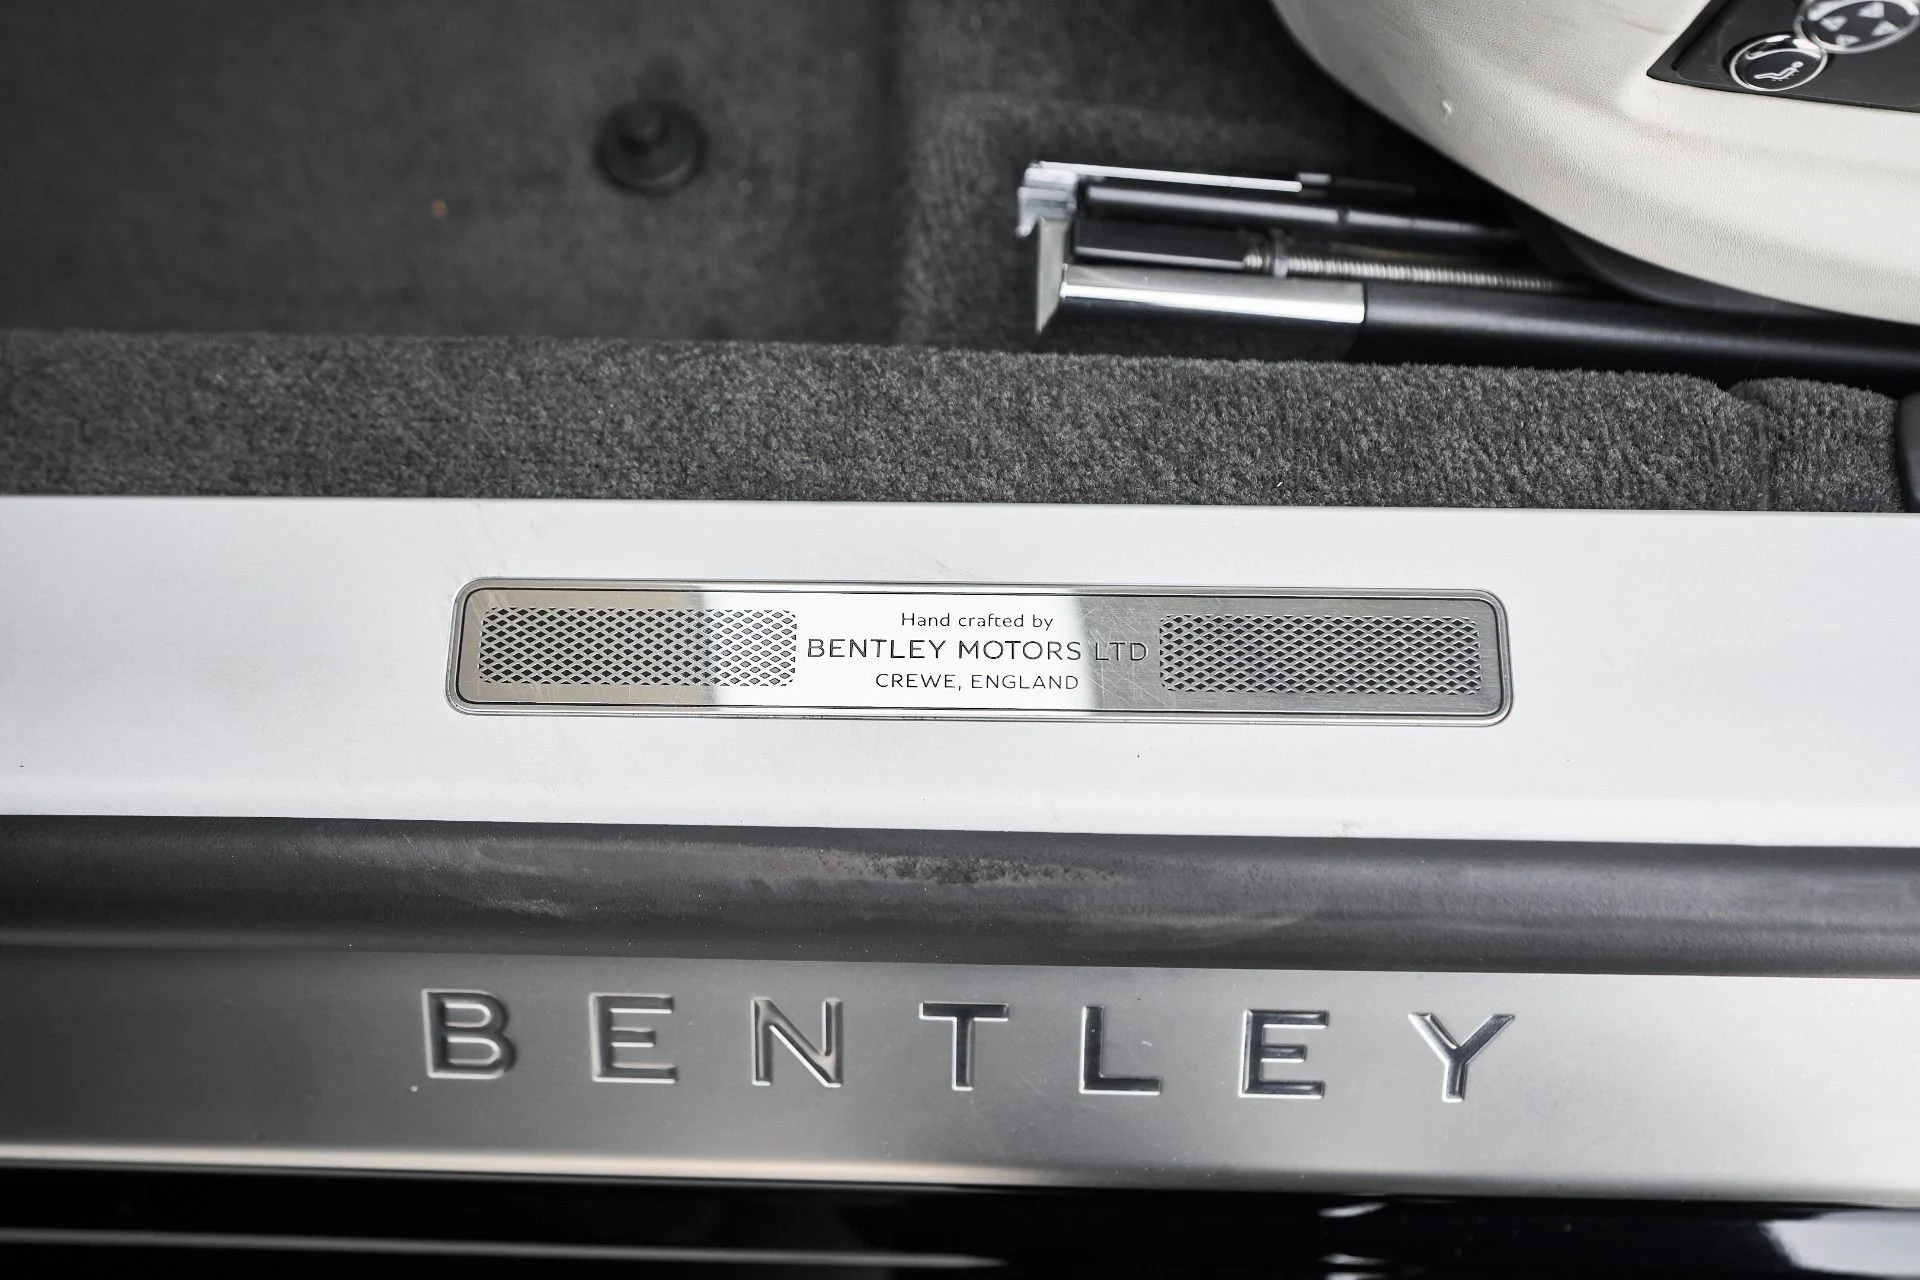 Hand crafted by
BENTLEY MOTORS LTD
CREWE, ENGLAND
BENTLEY